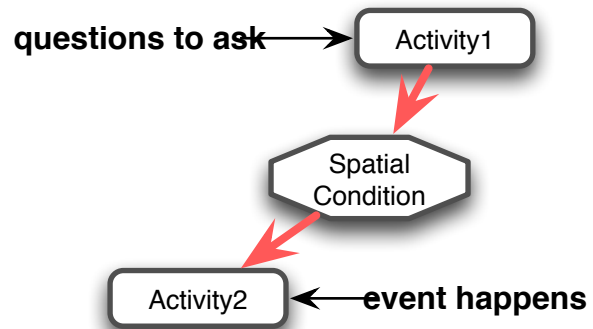 questions to ask
Activity1
Spatial
Condition
Activity2
event happens